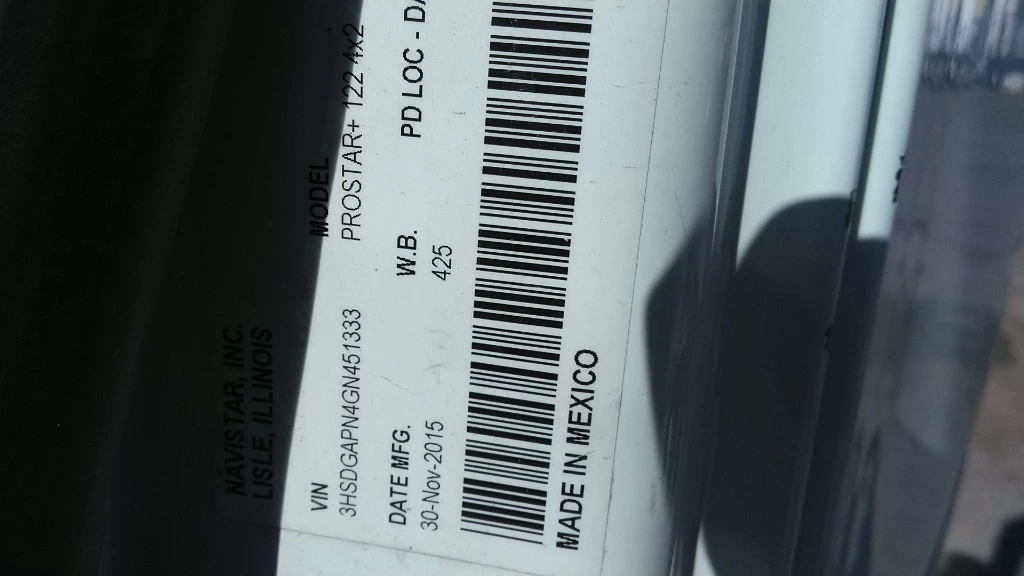 NAVISTAR, INC.
LISLE, ILLINOIS
VIN MODEL
3HSDGAPN4GN451333 PROSTAR+ 122 4x2
DATE MFG. W.B. PD LOC - DA
30-Nov-2015 425
MADE IN MEXICO